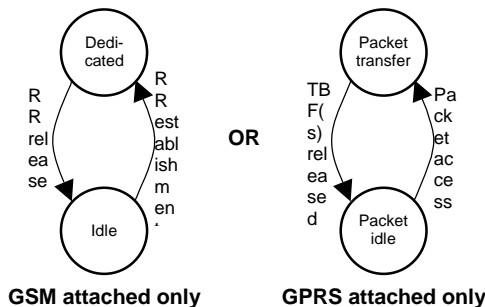 Dedi-
cated
R
R
rel
ea
se
R
R
est
abl
ish
m
en
Idle
GSM attached only
OR
Packet
transfer
TB
F(
s)
rel
ea
se
d
Pa
ck
et
ac
ce
ss
Packet
idle
GPRS attached only